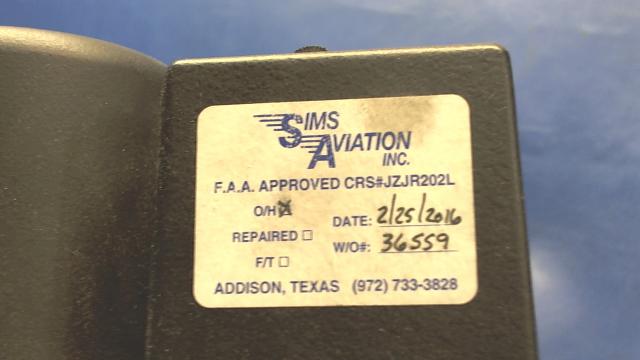 SIMS
AVIATION
INC.
F.A.A. APPROVED CRS#JZJR202L
O/H ☒
DATE: 2/25/2016
REPAIRED ☐
W/O#: 36559
F/T ☐
ADDISON, TEXAS (972) 733-3828